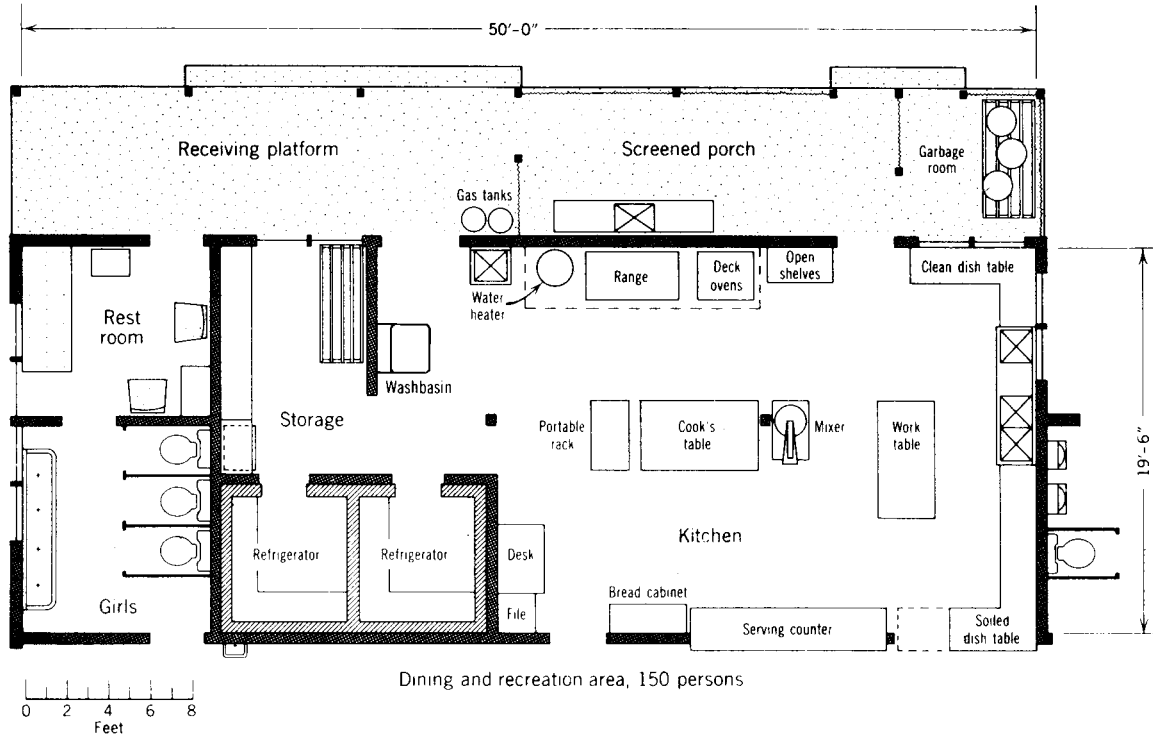 50'-0"
Receiving platform
Screened porch
Garbage
room
Gas tanks
Clean dish table
Open
shelves
Deck
ovens
Range
Water
heater
Rest
room
Washbasin
Storage
Portable
rack
Cook's
table
Mixer
Work
table
19'-6"
Kitchen
Refrigerator
Refrigerator
Desk
File
Girls
Bread cabinet
Serving counter
Soiled
dish table
Dining and recreation area, 150 persons
0 2 4 6 8
Feet